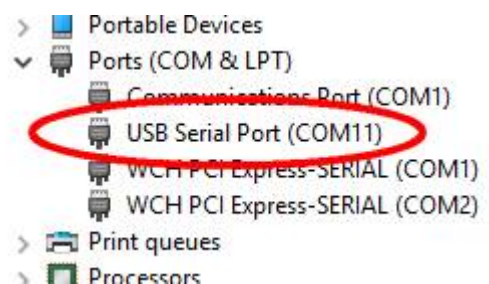 Portable Devices
Ports (COM & LPT)
Communications Port (COM1)
USB Serial Port (COM11)
WCH PCI Express-SERIAL (COM1)
WCH PCI Express-SERIAL (COM2)
Print queues
Processors